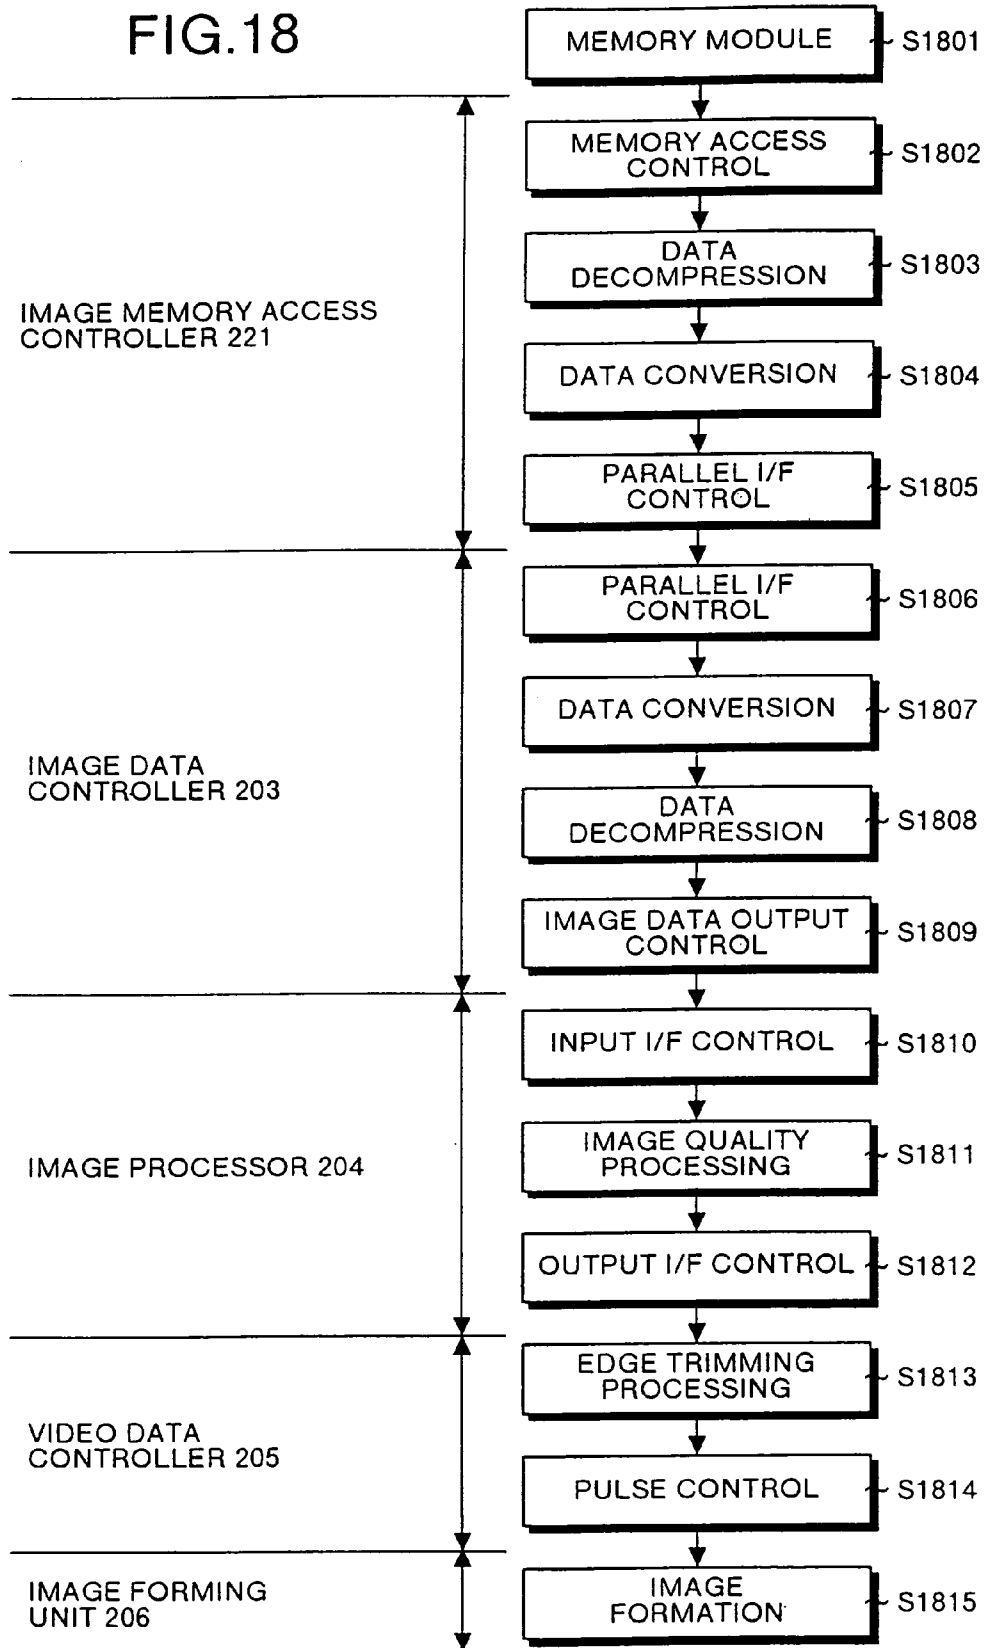 FIG.18
MEMORY MODULE
S1801
MEMORY ACCESS
CONTROL
S1802
DATA
DECOMPRESSION
S1803
IMAGE MEMORY ACCESS
CONTROLLER 221
DATA CONVERSION
S1804
PARALLEL I/F
CONTROL
S1805
PARALLEL I/F
CONTROL
S1806
DATA CONVERSION
S1807
IMAGE DATA
CONTROLLER 203
DATA
DECOMPRESSION
S1808
IMAGE DATA OUTPUT
CONTROL
S1809
INPUT I/F CONTROL
S1810
IMAGE PROCESSOR 204
IMAGE QUALITY
PROCESSING
S1811
OUTPUT I/F CONTROL
S1812
EDGE TRIMMING
PROCESSING
S1813
VIDEO DATA
CONTROLLER 205
PULSE CONTROL
S1814
IMAGE FORMING
UNIT 206
IMAGE
FORMATION
S1815